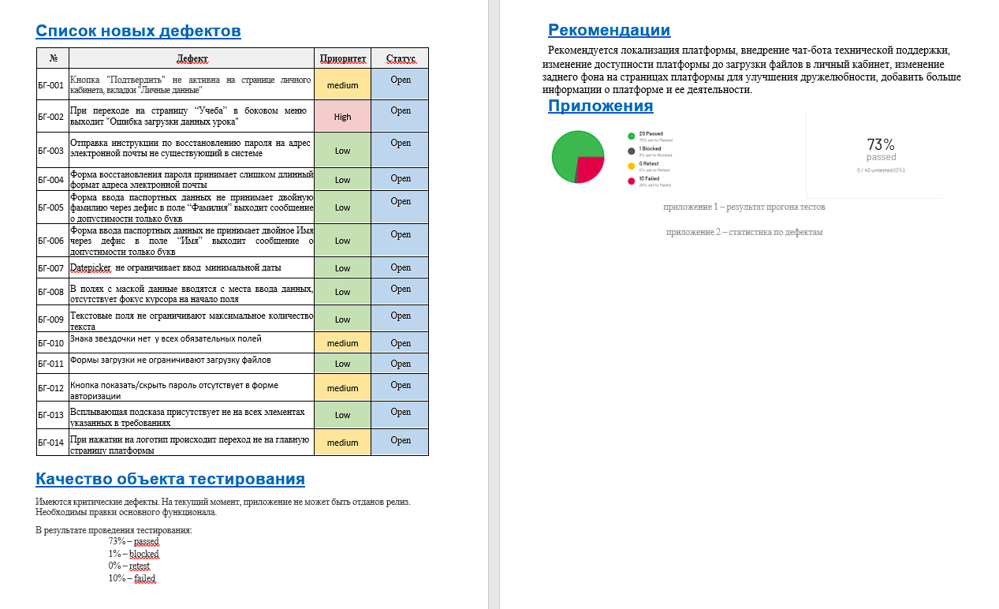 Список новых дефектов
№ Дефект Приоритет Статус
БГ-001 Кнопка "Подтвердить" не активна на странице личного кабинета, вкладки "Личные данные" medium Open
БГ-002 При переходе на страницу “Учеба” в боковом меню выходит "Ошибка загрузки данных урока" High Open
БГ-003 Отправка инструкции по восстановлению пароля на адрес электронной почты не существующий в системе Low Open
БГ-004 Форма восстановления пароля принимает слишком длинный формат адреса электронной почты Low Open
БГ-005 Форма ввода паспортных данных не принимает двойную фамилию через дефис в поле “Фамилия” выходит сообщение о допустимости только букв Low Open
БГ-006 Форма ввода паспортных данных не принимает двойное Имя через дефис в поле “Имя” выходит сообщение о допустимости только букв Low Open
БГ-007 Datepicker не ограничивает ввод минимальной даты Low Open
БГ-008 В полях с маской данные вводятся с места ввода данных, отсутствует фокус курсора на начало поля Low Open
БГ-009 Текстовые поля не ограничивают максимальное количество текста Low Open
БГ-010 Знака звездочки нет у всех обязательных полей medium Open
БГ-011 Формы загрузки не ограничивают загрузку файлов Low Open
БГ-012 Кнопка показать/скрыть пароль отсутствует в форме авторизации medium Open
БГ-013 Всплывающая подсказа присутствует не на всех элементах указанных в требованиях Low Open
БГ-014 При нажатии на логотип происходит переход не на главную страницу платформы medium Open
Качество объекта тестирования
Имеются критические дефекты. На текущий момент, приложение не может быть отданов релиз.
Необходимы правки основного функционала.
В результате проведения тестирования:
73% – passed
1% – blocked
0% – retest
10% – failed
Рекомендации
Рекомендуется локализация платформы, внедрение чат-бота технической поддержки,
изменение доступности платформы до загрузки файлов в личный кабинет, изменение
заднего фона на страницах платформы для улучшения дружелюбности, добавить больше
информации о платформе и ее деятельности.
Приложения
29 Passed
73% set to Passed
1 Blocked
3% set to Blocked
0 Retest
0% set to Retest
10 Failed
25% set to Failed
73%
passed
0 / 40 untested (0%).
приложение 1 – результат прогона тестов
приложение 2 – статистика по дефектам